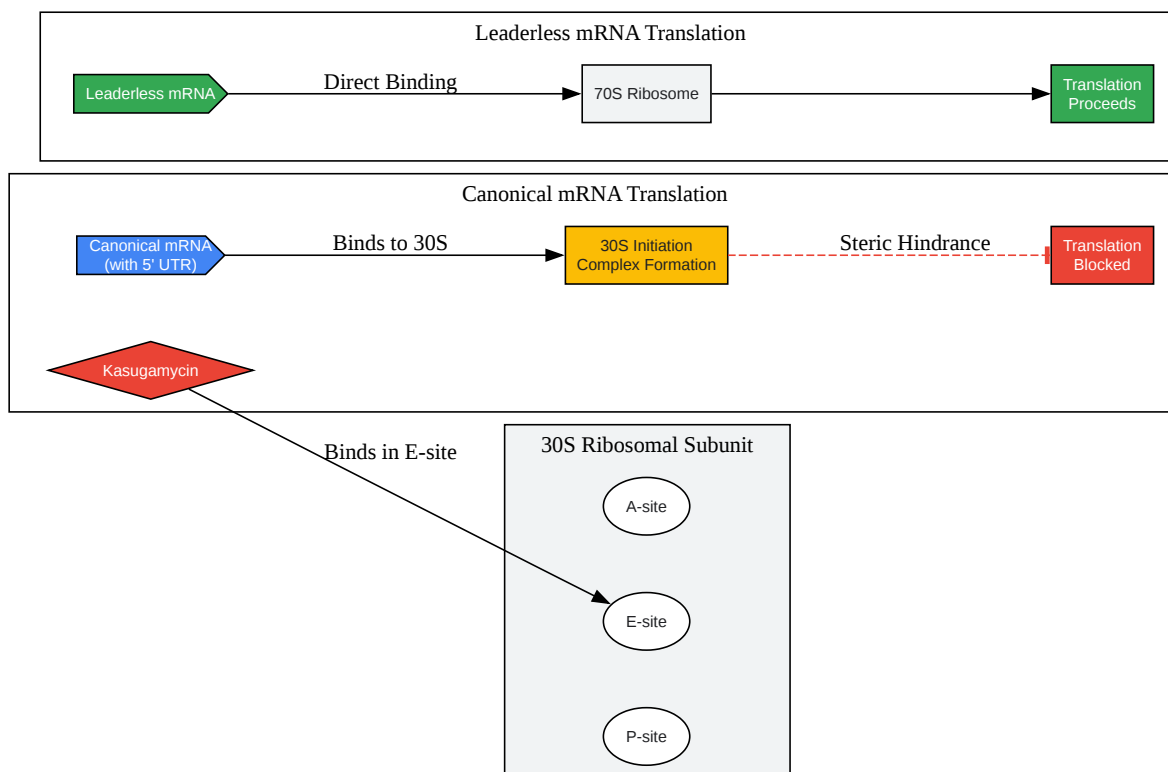 Leaderless mRNA Translation
Leaderless mRNA
Direct Binding
70S Ribosome
Translation
Proceeds
Canonical mRNA Translation
Canonical mRNA
(with 5' UTR)
Binds to 30S
30S Initiation
Complex Formation
Steric Hindrance
Translation
Blocked
Kasugamycin
Binds in E-site
30S Ribosomal Subunit
A-site
E-site
P-site